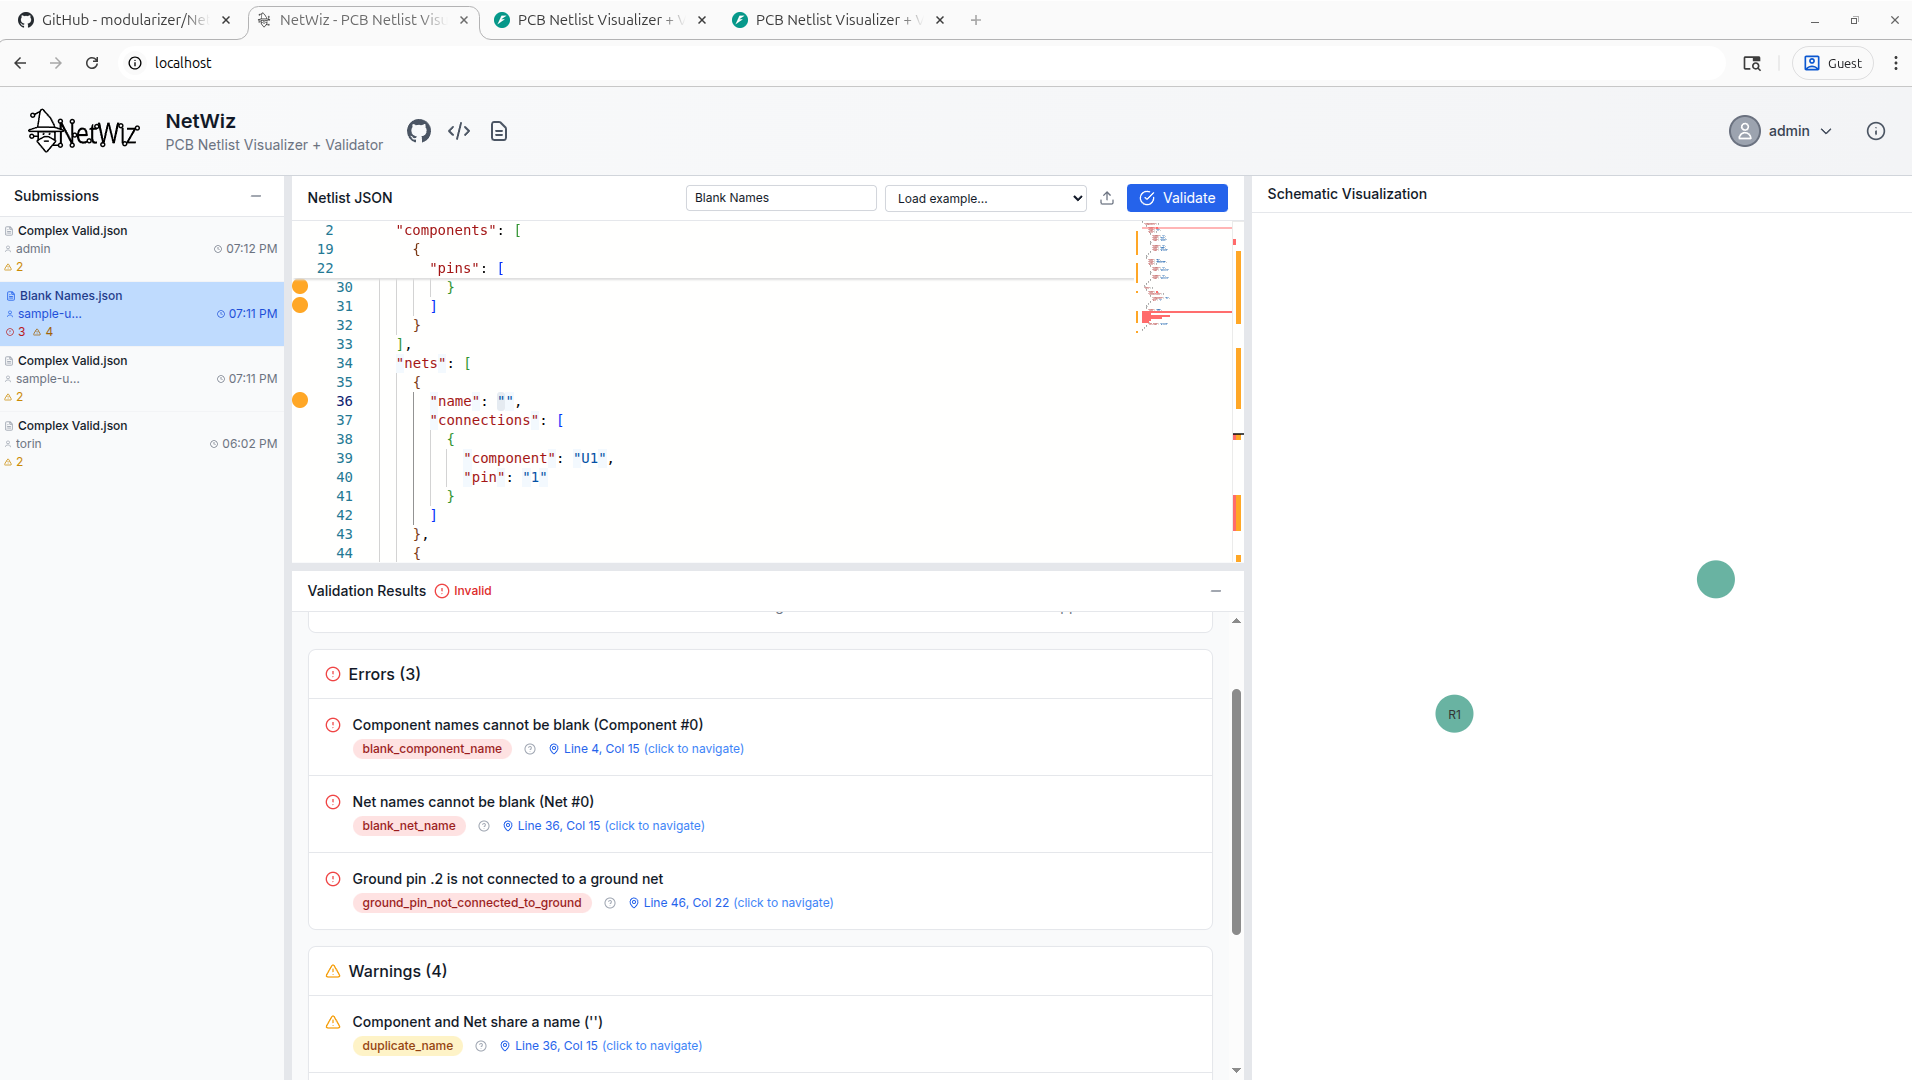 GitHub - modularizer/Ne
NetWiz - PCB Netlist Visu
PCB Netlist Visualizer + V
PCB Netlist Visualizer + V
localhost
Guest
NetWiz
NetWiz
PCB Netlist Visualizer + Validator
admin
Submissions
Complex Valid.json
admin 07:12 PM
2
Blank Names.json
sample-u... 07:11 PM
3 4
Complex Valid.json
sample-u... 07:11 PM
2
Complex Valid.json
torin 06:02 PM
2
Netlist JSON Blank Names Load example... Validate
2 "components": [
19 {
22 "pins": [
30 }
31 ]
32 }
33 ],
34 "nets": [
35 {
36 "name": "",
37 "connections": [
38 {
39 "component": "U1",
40 "pin": "1"
41 }
42 ]
43 },
44 {
Validation Results Invalid
Errors (3)
Component names cannot be blank (Component #0)
blank_component_name Line 4, Col 15 (click to navigate)
Net names cannot be blank (Net #0)
blank_net_name Line 36, Col 15 (click to navigate)
Ground pin .2 is not connected to a ground net
ground_pin_not_connected_to_ground Line 46, Col 22 (click to navigate)
Warnings (4)
Component and Net share a name ('')
duplicate_name Line 36, Col 15 (click to navigate)
Schematic Visualization
R1